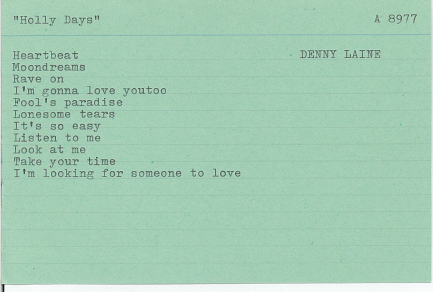 "Holly Days" A 8977
Heartbeat DENNY LAINE
Moondreams
Rave on
I'm gonna love youtoo
Fool's paradise
Lonesome tears
It's so easy
Listen to me
Look at me
Take your time
I'm looking for someone to love